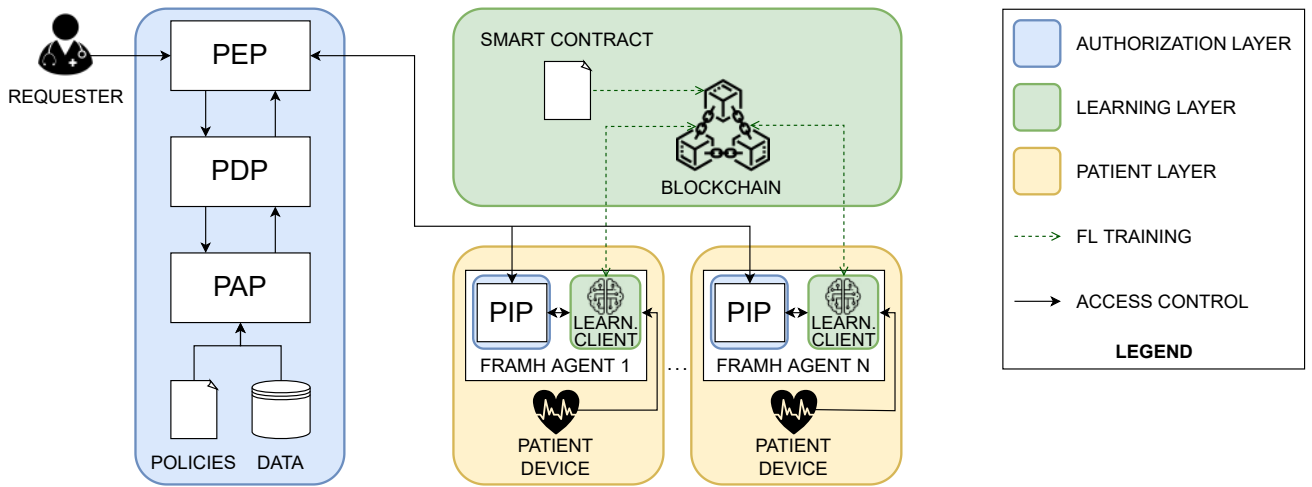 REQUESTER
PEP
PDP
PAP
POLICIES
DATA
SMART CONTRACT
BLOCKCHAIN
PIP
LEARN.
CLIENT
FRAMH AGENT 1
PATIENT
DEVICE
...
PIP
LEARN.
CLIENT
FRAMH AGENT N
PATIENT
DEVICE
AUTHORIZATION LAYER
LEARNING LAYER
PATIENT LAYER
FL TRAINING
ACCESS CONTROL
LEGEND